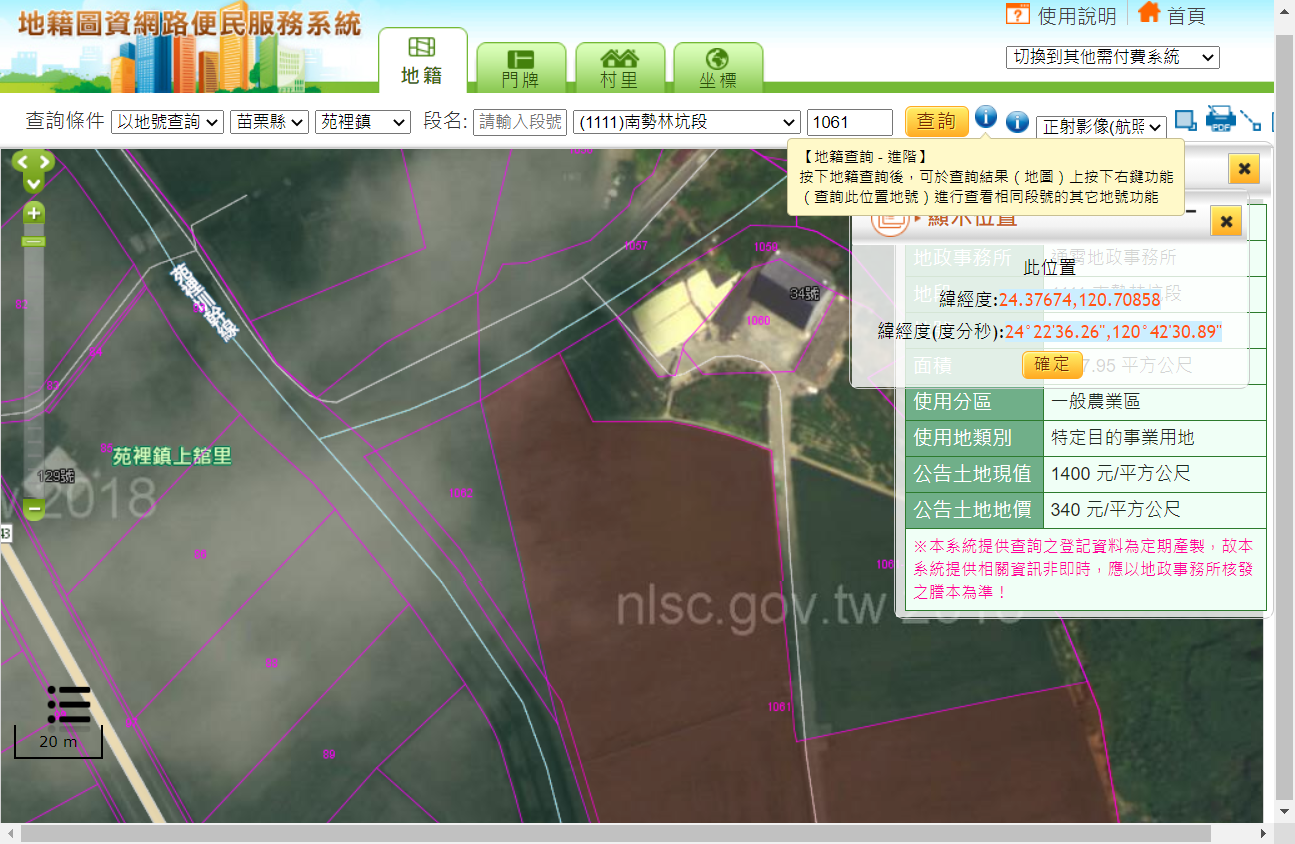 地籍圖資網路便民服務系統
地籍
門牌
村里
坐標
使用說明
首頁
切換到其他需付費系統
查詢條件 以地號查詢 苗栗縣 苑裡鎮 段名: 請輸入段號 (1111)南勢林坑段 1061 查詢 正射影像(航照
【地籍查詢 - 進階】
按下地籍查詢後，可於查詢結果（地圖）上按下右鍵功能
（查詢此位置地號）進行查看相同段號的其它地號功能
顯示位置
地政事務所 通霄地政事務所
此位置
緯經度:24.37674,120.70858
緯經度(度分秒):24°22'36.26",120°42'30.89"
面積 7.95 平方公尺
確定
使用分區 一般農業區
使用地類別 特定目的事業用地
公告土地現值 1400 元/平方公尺
公告土地地價 340 元/平方公尺
※本系統提供查詢之登記資料為定期產製，故本
系統提供相關資訊非即時，應以地政事務所核發
之謄本為準！
1057
1060
34號
1060
苑裡圳幹線
84
苑裡鎮上舘里
129號
w 2018
86
88
89
1061
nlsc.gov.tw 2018
20 m